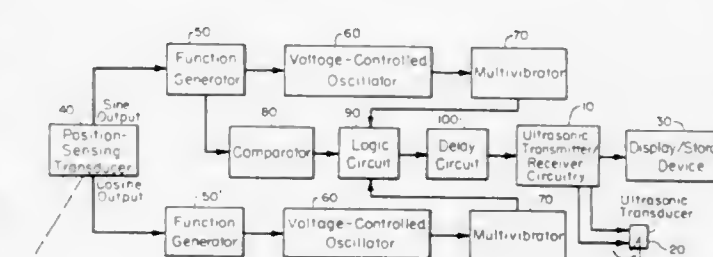 50
Function
Generator
60
Voltage-Controlled
Oscillator
70
Multivibrator
Sine
Output
40
Position-
Sensing
Transducer
Cosine
Output
80
Comparator
90
Logic
Circuit
100
Delay
Circuit
10
Ultrasonic
Transmitter/
Receiver
Circuitry
30
Display/Stora
Device
50'
Function
Generator
60
Voltage-Controlled
Oscillator
70
Multivibrator
Ultrasonic
Transducer
20